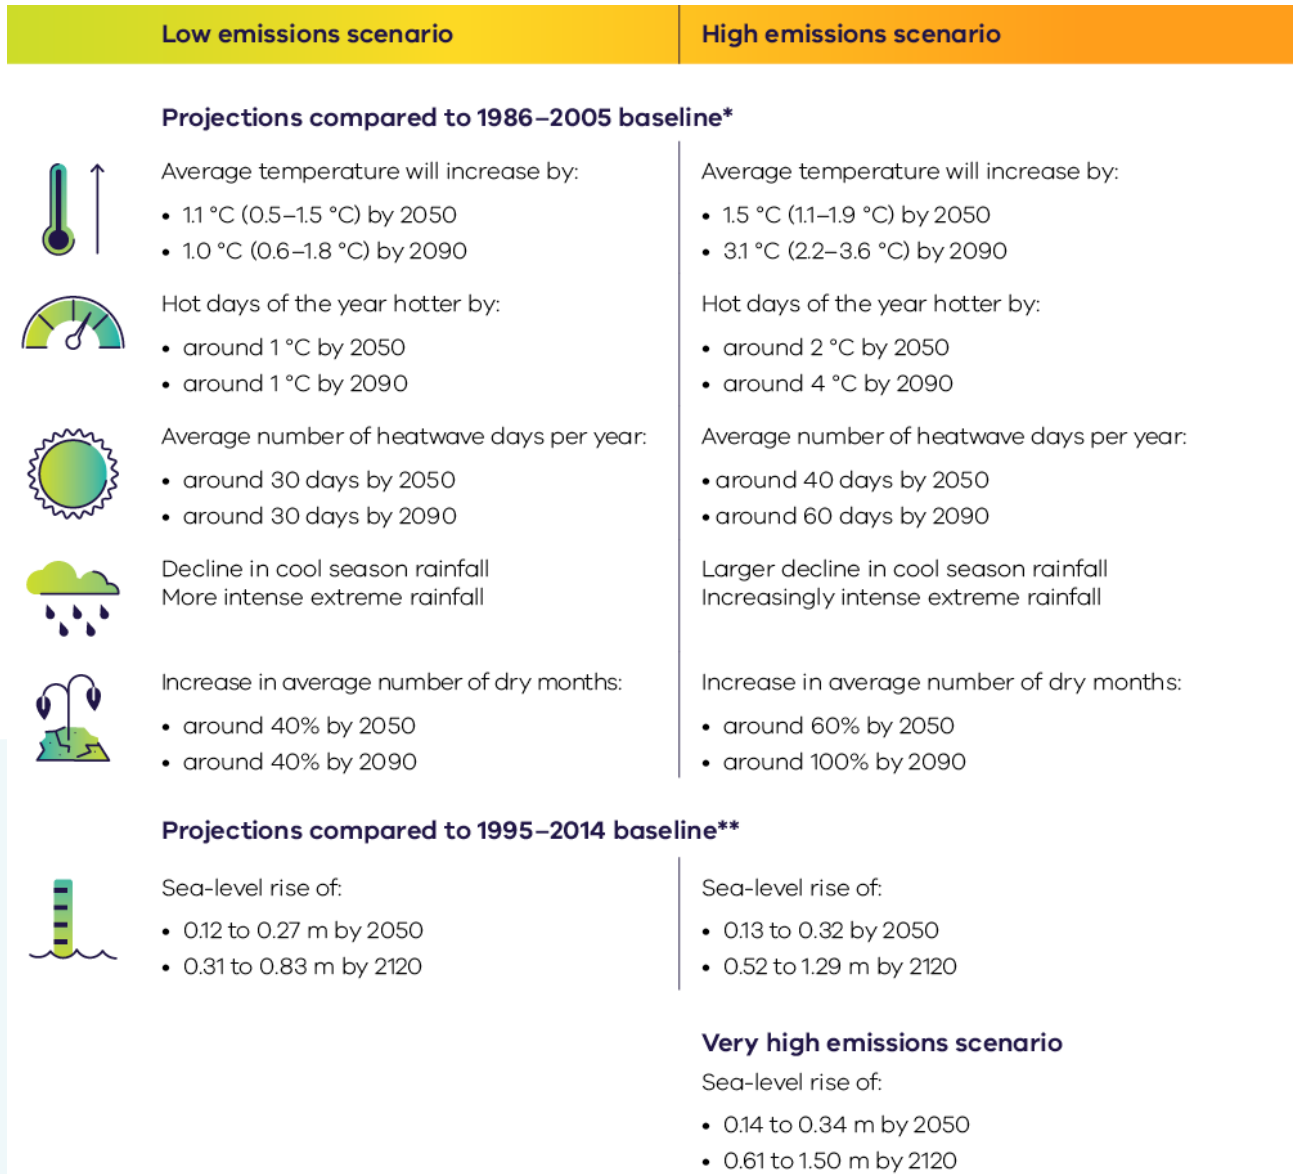 Low emissions scenario
High emissions scenario
Projections compared to 1986–2005 baseline*
Average temperature will increase by:
• 1.1 °C (0.5–1.5 °C) by 2050
• 1.0 °C (0.6–1.8 °C) by 2090
Average temperature will increase by:
• 1.5 °C (1.1–1.9 °C) by 2050
• 3.1 °C (2.2–3.6 °C) by 2090
Hot days of the year hotter by:
• around 1 °C by 2050
• around 1 °C by 2090
Hot days of the year hotter by:
• around 2 °C by 2050
• around 4 °C by 2090
Average number of heatwave days per year:
• around 30 days by 2050
• around 30 days by 2090
Average number of heatwave days per year:
• around 40 days by 2050
• around 60 days by 2090
Decline in cool season rainfall
More intense extreme rainfall
Larger decline in cool season rainfall
Increasingly intense extreme rainfall
Increase in average number of dry months:
• around 40% by 2050
• around 40% by 2090
Increase in average number of dry months:
• around 60% by 2050
• around 100% by 2090
Projections compared to 1995–2014 baseline**
Sea-level rise of:
• 0.12 to 0.27 m by 2050
• 0.31 to 0.83 m by 2120
Sea-level rise of:
• 0.13 to 0.32 by 2050
• 0.52 to 1.29 m by 2120
Very high emissions scenario
Sea-level rise of:
• 0.14 to 0.34 m by 2050
• 0.61 to 1.50 m by 2120